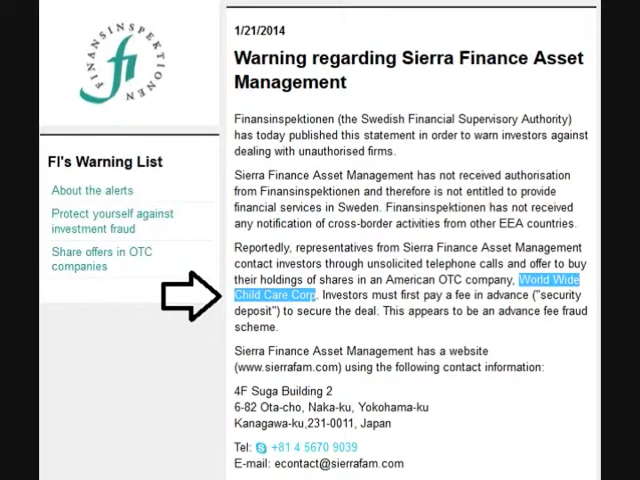 FINANSINSPEKTIONEN
fi
FI's Warning List
About the alerts
Protect yourself against
investment fraud
Share offers in OTC
companies
1/21/2014
Warning regarding Sierra Finance Asset
Management
Finansinspektionen (the Swedish Financial Supervisory Authority)
has today published this statement in order to warn investors against
dealing with unauthorised firms.
Sierra Finance Asset Management has not received authorisation
from Finansinspektionen and therefore is not entitled to provide
financial services in Sweden. Finansinspektionen has not received
any notification of cross-border activities from other EEA countries.
Reportedly, representatives from Sierra Finance Asset Management
contact investors through unsolicited telephone calls and offer to buy
their holdings of shares in an American OTC company, World Wide
Child Care Corp. Investors must first pay a fee in advance ("security
deposit") to secure the deal. This appears to be an advance fee fraud
scheme.
Sierra Finance Asset Management has a website
(www.sierrafam.com) using the following contact information:
4F Suga Building 2
6-82 Ota-cho, Naka-ku, Yokohama-ku
Kanagawa-ku,231-0011, Japan
Tel: +81 4 5670 9039
E-mail: econtact@sierrafam.com